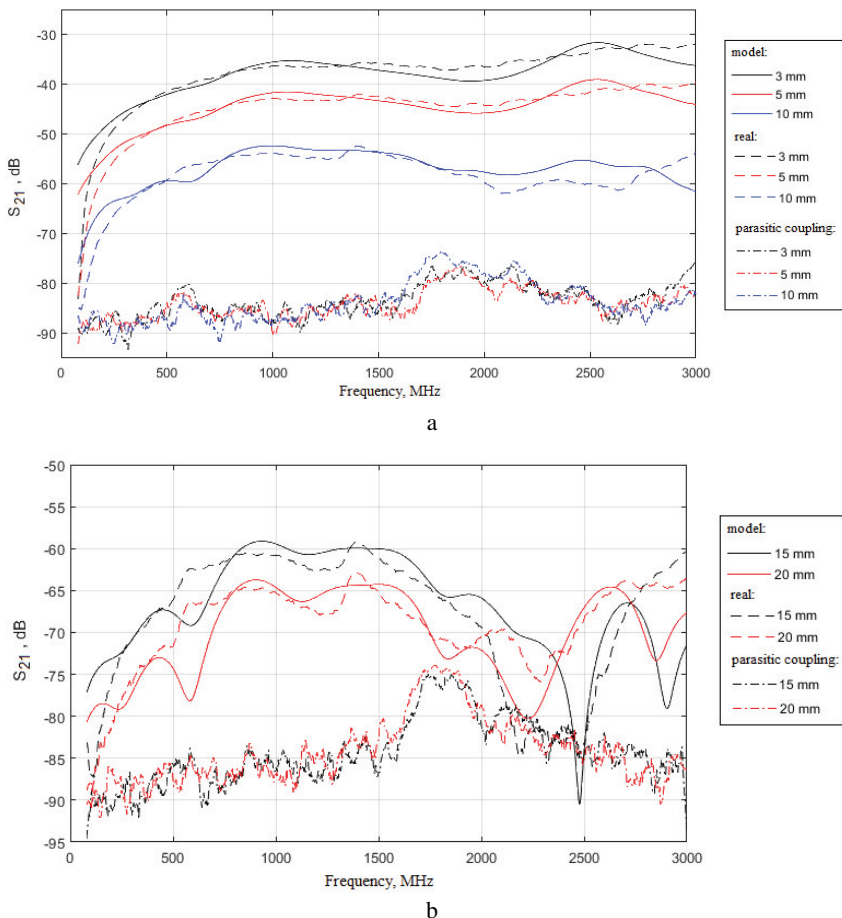 -30
-40
-50
-60
-70
-80
-90
S21 , dB
0 500 1000 1500 2000 2500 3000
Frequency, MHz
model:
3 mm
5 mm
10 mm
real:
3 mm
5 mm
10 mm
parasitic coupling:
3 mm
5 mm
10 mm
a
-50
-55
-60
-65
-70
-75
-80
-85
-90
-95
S21 , dB
0 500 1000 1500 2000 2500 3000
Frequency, MHz
model:
15 mm
20 mm
real:
15 mm
20 mm
parasitic coupling:
15 mm
20 mm
b